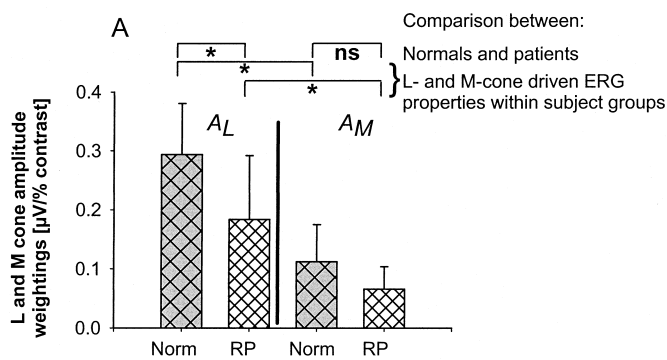 A
Comparison between:
* ns Normals and patients
* L- and M-cone driven ERG
* properties within subject groups
L and M cone amplitude
weightings [µV/% contrast]
0.4
0.3
0.2
0.1
0.0
AL AM
Norm RP Norm RP